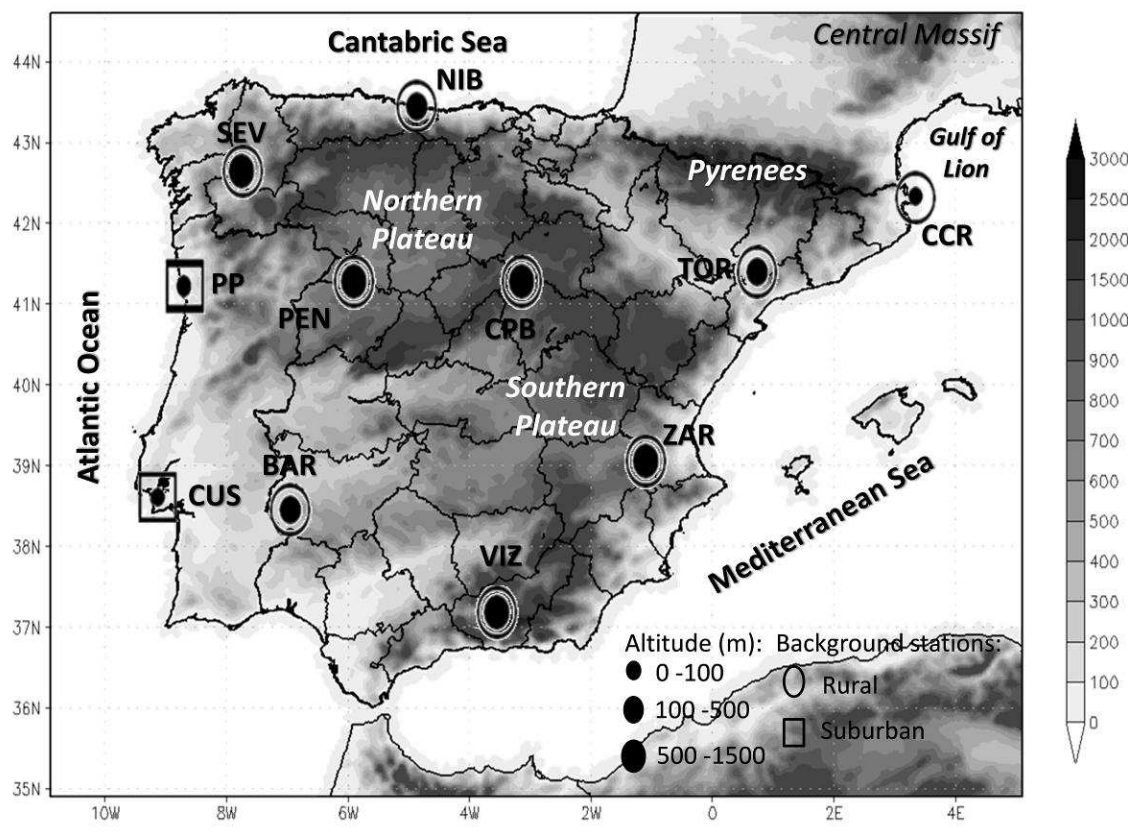 Cantabric Sea
Central Massif
44N
NIB
43N
SEV
Gulf of
Lion
Pyrenees
42N
Northern
Plateau
CCR
TOR
41N
PP
PEN
CPB
Atlantic Ocean
40N
Southern
Plateau
39N
ZAR
BAR
CUS
Mediterranean Sea
38N
VIZ
37N
Altitude (m):
0 -100
100 -500
500 -1500
Background stations:
Rural
Suburban
36N
35N
10W
8W
6W
4W
2W
0
2E
4E
3000
2500
2000
1500
1000
900
800
700
600
500
400
300
200
100
0